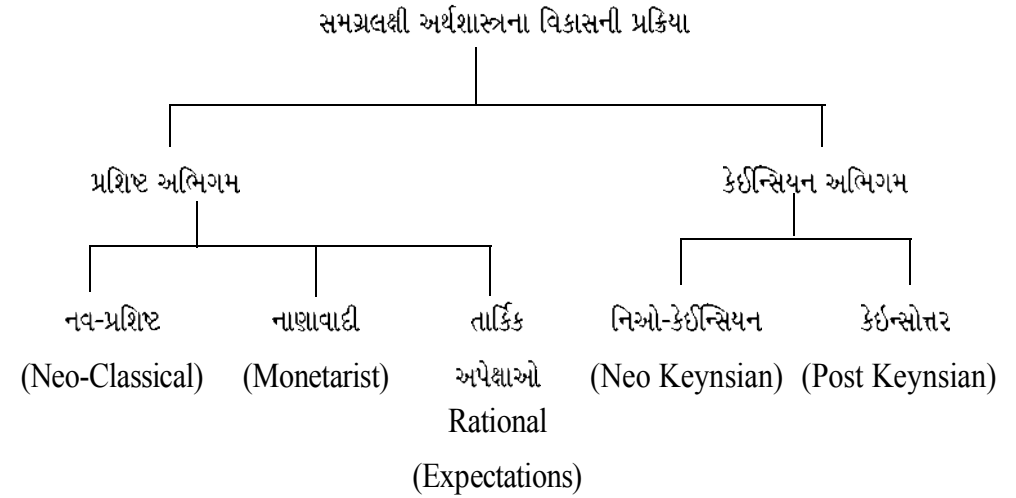 સમગ્રલક્ષી અર્થશાસ્ત્રના વિકાસની પ્રક્રિયા
પ્રશિષ્ટ અભિગમ કેઈન્સિયન અભિગમ
નવ-પ્રશિષ્ટ નાણાવાદી તાર્કિક નિઓ-કેઈન્સિયન કેઇન્સોત્તર
(Neo-Classical) (Monetarist) અપેક્ષાઓ (Neo Keynsian) (Post Keynsian)
Rational
(Expectations)